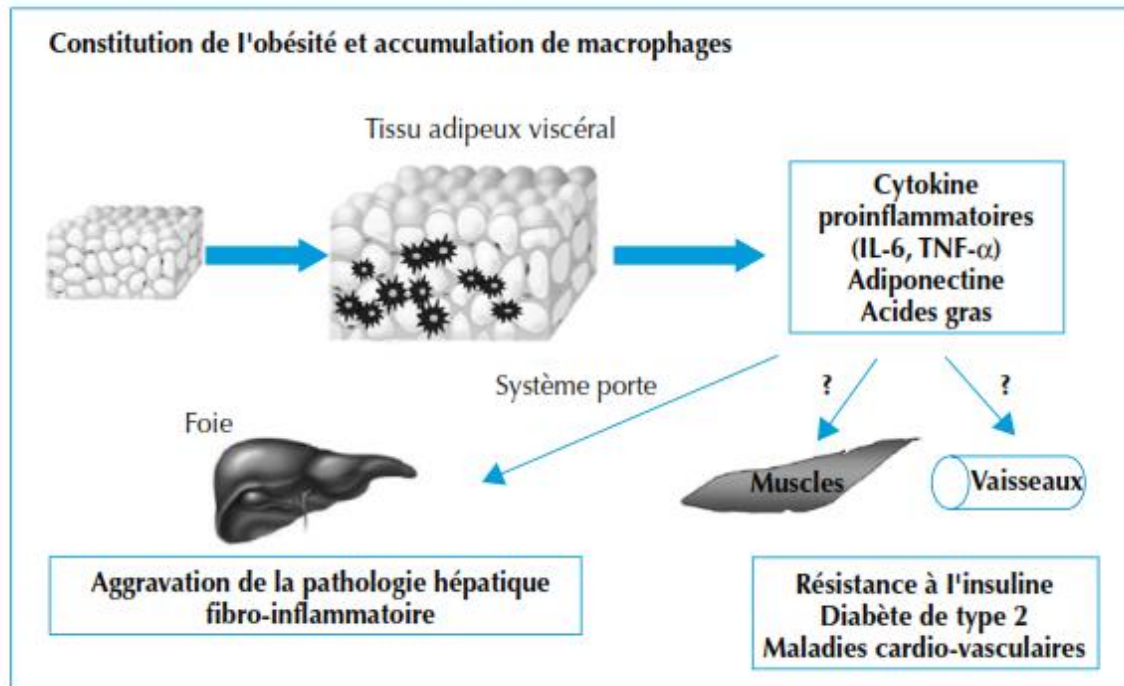 Constitution de l'obésité et accumulation de macrophages
Tissu adipeux viscéral
Cytokine
proinflammatoires
(IL-6, TNF-α)
Adiponectine
Acides gras
Système porte
?
?
Foie
Muscles
Vaisseaux
Aggravation de la pathologie hépatique
fibro-inflammatoire
Résistance à l'insuline
Diabète de type 2
Maladies cardio-vasculaires